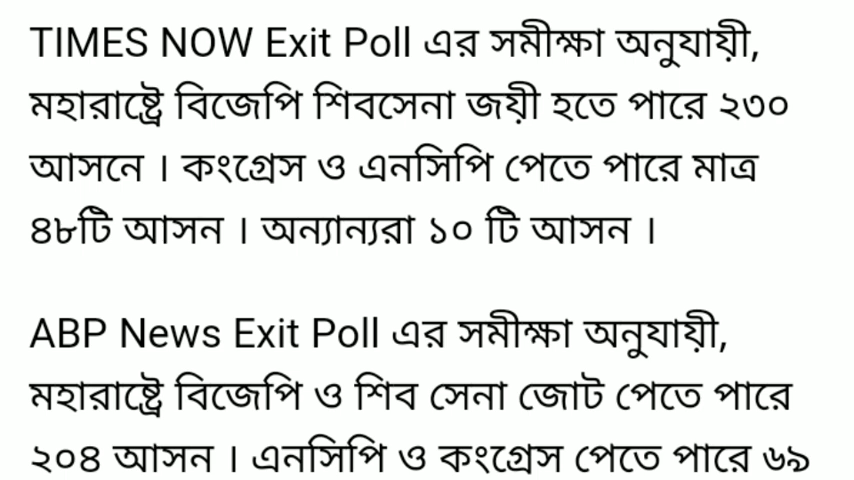 TIMES NOW Exit Poll এর সমীক্ষা অনুযায়ী,
মহারাষ্ট্রে বিজেপি শিবসেনা জয়ী হতে পারে ২৩০
আসনে । কংগ্রেস ও এনসিপি পেতে পারে মাত্র
৪৮টি আসন । অন্যান্যরা ১০ টি আসন ।
ABP News Exit Poll এর সমীক্ষা অনুযায়ী,
মহারাষ্ট্রে বিজেপি ও শিব সেনা জোট পেতে পারে
২০৪ আসন । এনসিপি ও কংগ্রেস পেতে পারে ৬৯